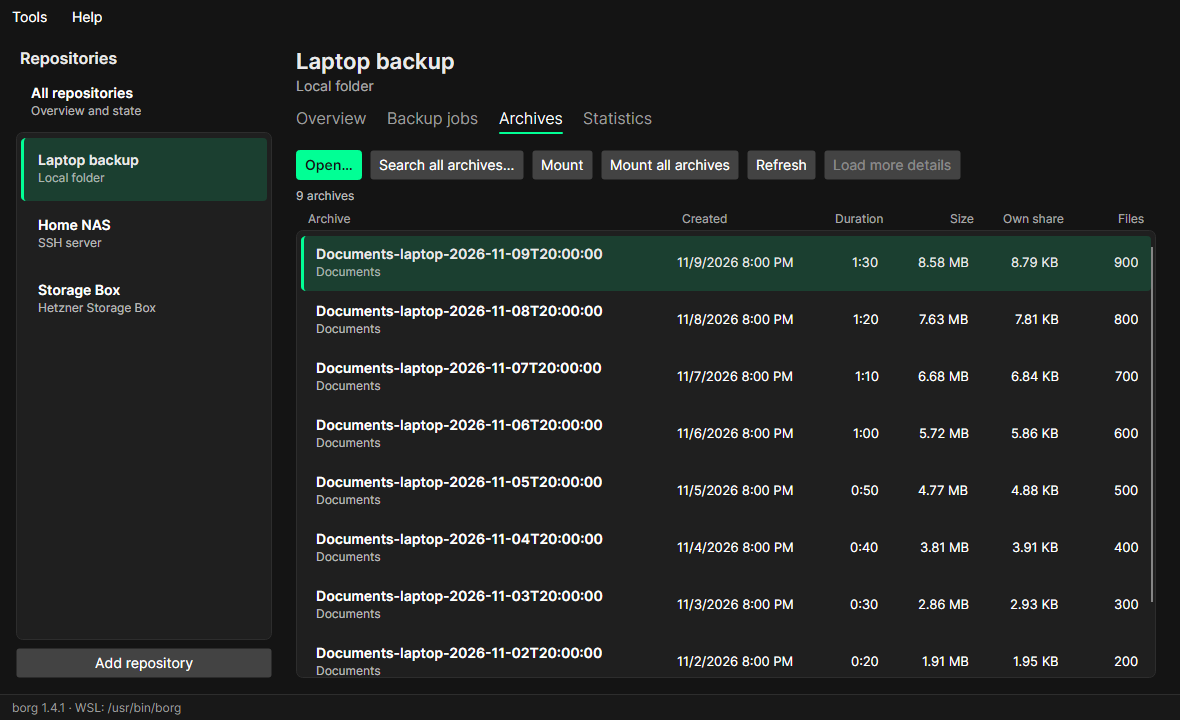 Tools Help
Repositories
All repositories
Overview and state
Laptop backup
Local folder
Home NAS
SSH server
Storage Box
Hetzner Storage Box
Add repository
Laptop backup
Local folder
Overview Backup jobs Archives Statistics
Open... Search all archives... Mount Mount all archives Refresh Load more details
9 archives
Archive Created Duration Size Own share Files
Documents-laptop-2026-11-09T20:00:00
Documents
11/9/2026 8:00 PM 1:30 8.58 MB 8.79 KB 900
Documents-laptop-2026-11-08T20:00:00
Documents
11/8/2026 8:00 PM 1:20 7.63 MB 7.81 KB 800
Documents-laptop-2026-11-07T20:00:00
Documents
11/7/2026 8:00 PM 1:10 6.68 MB 6.84 KB 700
Documents-laptop-2026-11-06T20:00:00
Documents
11/6/2026 8:00 PM 1:00 5.72 MB 5.86 KB 600
Documents-laptop-2026-11-05T20:00:00
Documents
11/5/2026 8:00 PM 0:50 4.77 MB 4.88 KB 500
Documents-laptop-2026-11-04T20:00:00
Documents
11/4/2026 8:00 PM 0:40 3.81 MB 3.91 KB 400
Documents-laptop-2026-11-03T20:00:00
Documents
11/3/2026 8:00 PM 0:30 2.86 MB 2.93 KB 300
Documents-laptop-2026-11-02T20:00:00
Documents
11/2/2026 8:00 PM 0:20 1.91 MB 1.95 KB 200
borg 1.4.1 · WSL: /usr/bin/borg